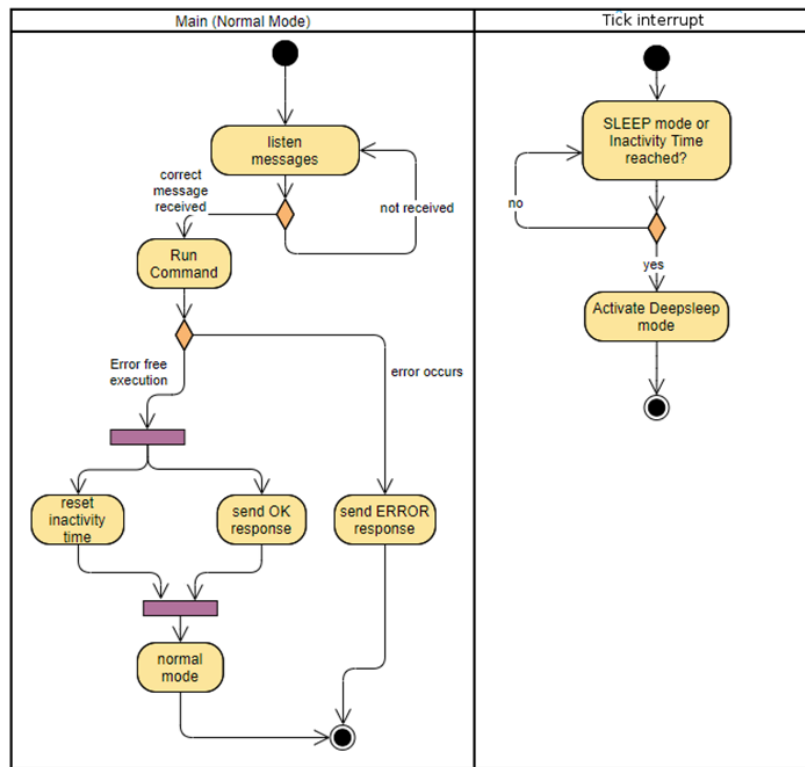 Main (Normal Mode)
Tick interrupt
listen
messages
correct
message
received
not received
Run
Command
Error free
execution
error occurs
reset
inactivity
time
send OK
response
send ERROR
response
normal
mode
SLEEP mode or
Inactivity Time
reached?
no
yes
Activate Deepsleep
mode